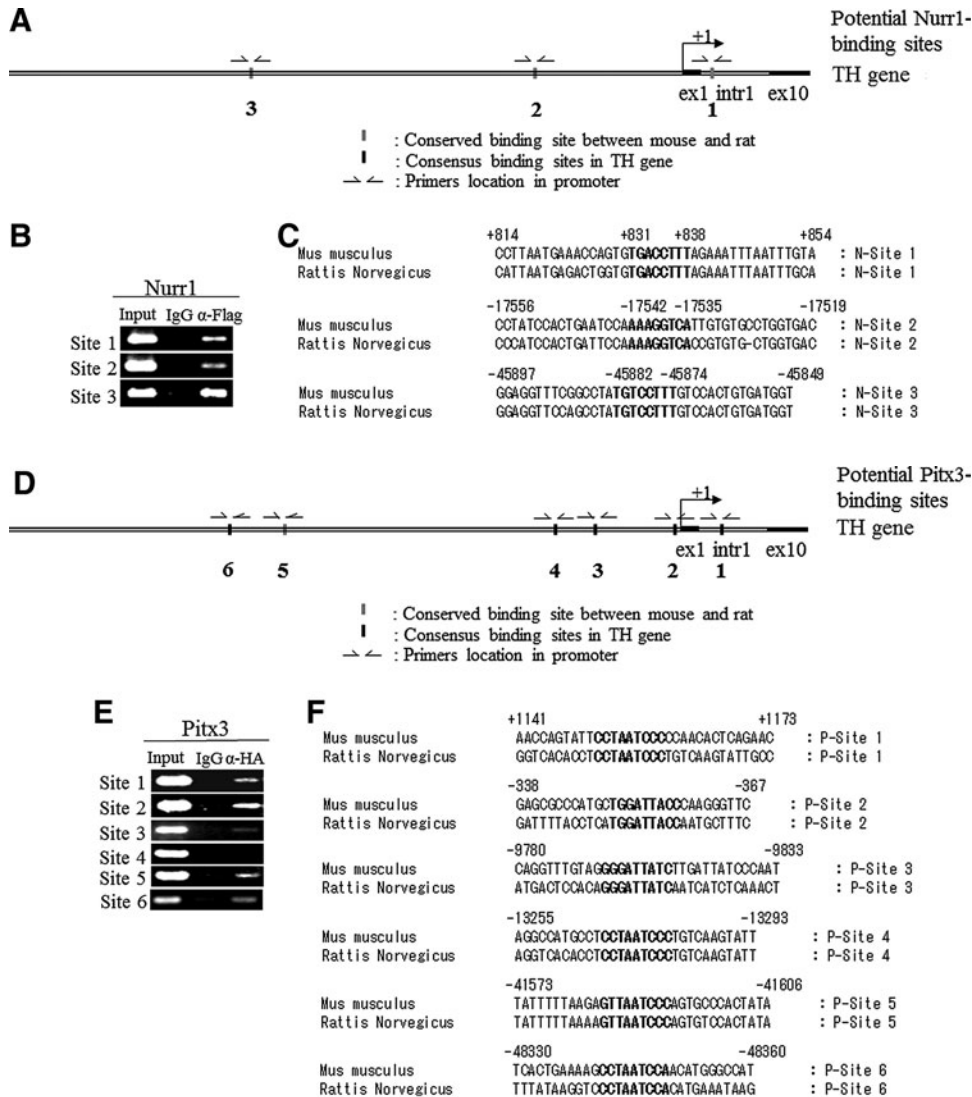 A
Potential Nurr1-
binding sites
TH gene
+1
ex1 intr1 ex10
3 2 1
: Conserved binding site between mouse and rat
: Consensus binding sites in TH gene
: Primers location in promoter
B
Nurr1
Input IgG α-Flag
Site 1
Site 2
Site 3
C
+814 +831 +838 +854
Mus musculus CCTTAATGAAACCAGTGTGACCTTTAGAAATTTAATTTGTA : N-Site 1
Rattis Norvegicus CATTAATGAGACTGGTGTGACCTTTAGAAATTTAATTTGCA : N-Site 1
-17556 -17542 -17535 -17519
Mus musculus CCTATCCACTGAATCCAAAAGGTCATTGTGTGCCTGGTGAC : N-Site 2
Rattis Norvegicus CCCATCCACTGATTCCAAAAGGTCACCGTGTG-CTGGTGAC : N-Site 2
-45897 -45882 -45874 -45849
Mus musculus GGAGGTTTCGGCCTATGTCCTTTGTCCACTGTGATGGT : N-Site 3
Rattis Norvegicus GGAGGTTCCAGCCTATGTCCTTTGTCCACTGTGATGGT : N-Site 3
D
Potential Pitx3-
binding sites
TH gene
+1
ex1 intr1 ex10
6 5 4 3 2 1
: Conserved binding site between mouse and rat
: Consensus binding sites in TH gene
: Primers location in promoter
E
Pitx3
Input IgG α-HA
Site 1
Site 2
Site 3
Site 4
Site 5
Site 6
F
+1141 +1173
Mus musculus AACCAGTATTCCTAATCCCCCAACACTCAGAAC : P-Site 1
Rattis Norvegicus GGTCACACCTCCTAATCCCTGTCAAGTATTGCC : P-Site 1
-338 -367
Mus musculus GAGCGCCCATGCTGGATTACCCAAGGGTTC : P-Site 2
Rattis Norvegicus GATTTTACCTCATGGATTACCAATGCTTTC : P-Site 2
-9780 -9833
Mus musculus CAGGTTTGTAGGGGATTATCTTGATTATCCCAAT : P-Site 3
Rattis Norvegicus ATGACTCCACAGGGATTATCAATCATCTCAAACT : P-Site 3
-13255 -13293
Mus musculus AGGCCATGCCTCCTAATCCCTGTCAAGTATT : P-Site 4
Rattis Norvegicus AGGTCACACCTCCTAATCCCTGTCAAGTATT : P-Site 4
-41573 -41606
Mus musculus TATTTTTAAGAGTTAATCCCAGTGCCCACTATA : P-Site 5
Rattis Norvegicus TATTTTTAAAAGTTAATCCCAGTGTCCACTATA : P-Site 5
-48330 -48360
Mus musculus TCACTGAAAAGCCTAATCCAACATGGGCCAT : P-Site 6
Rattis Norvegicus TTTATAAGGTCCCTAATCCACATGAAATAAG : P-Site 6